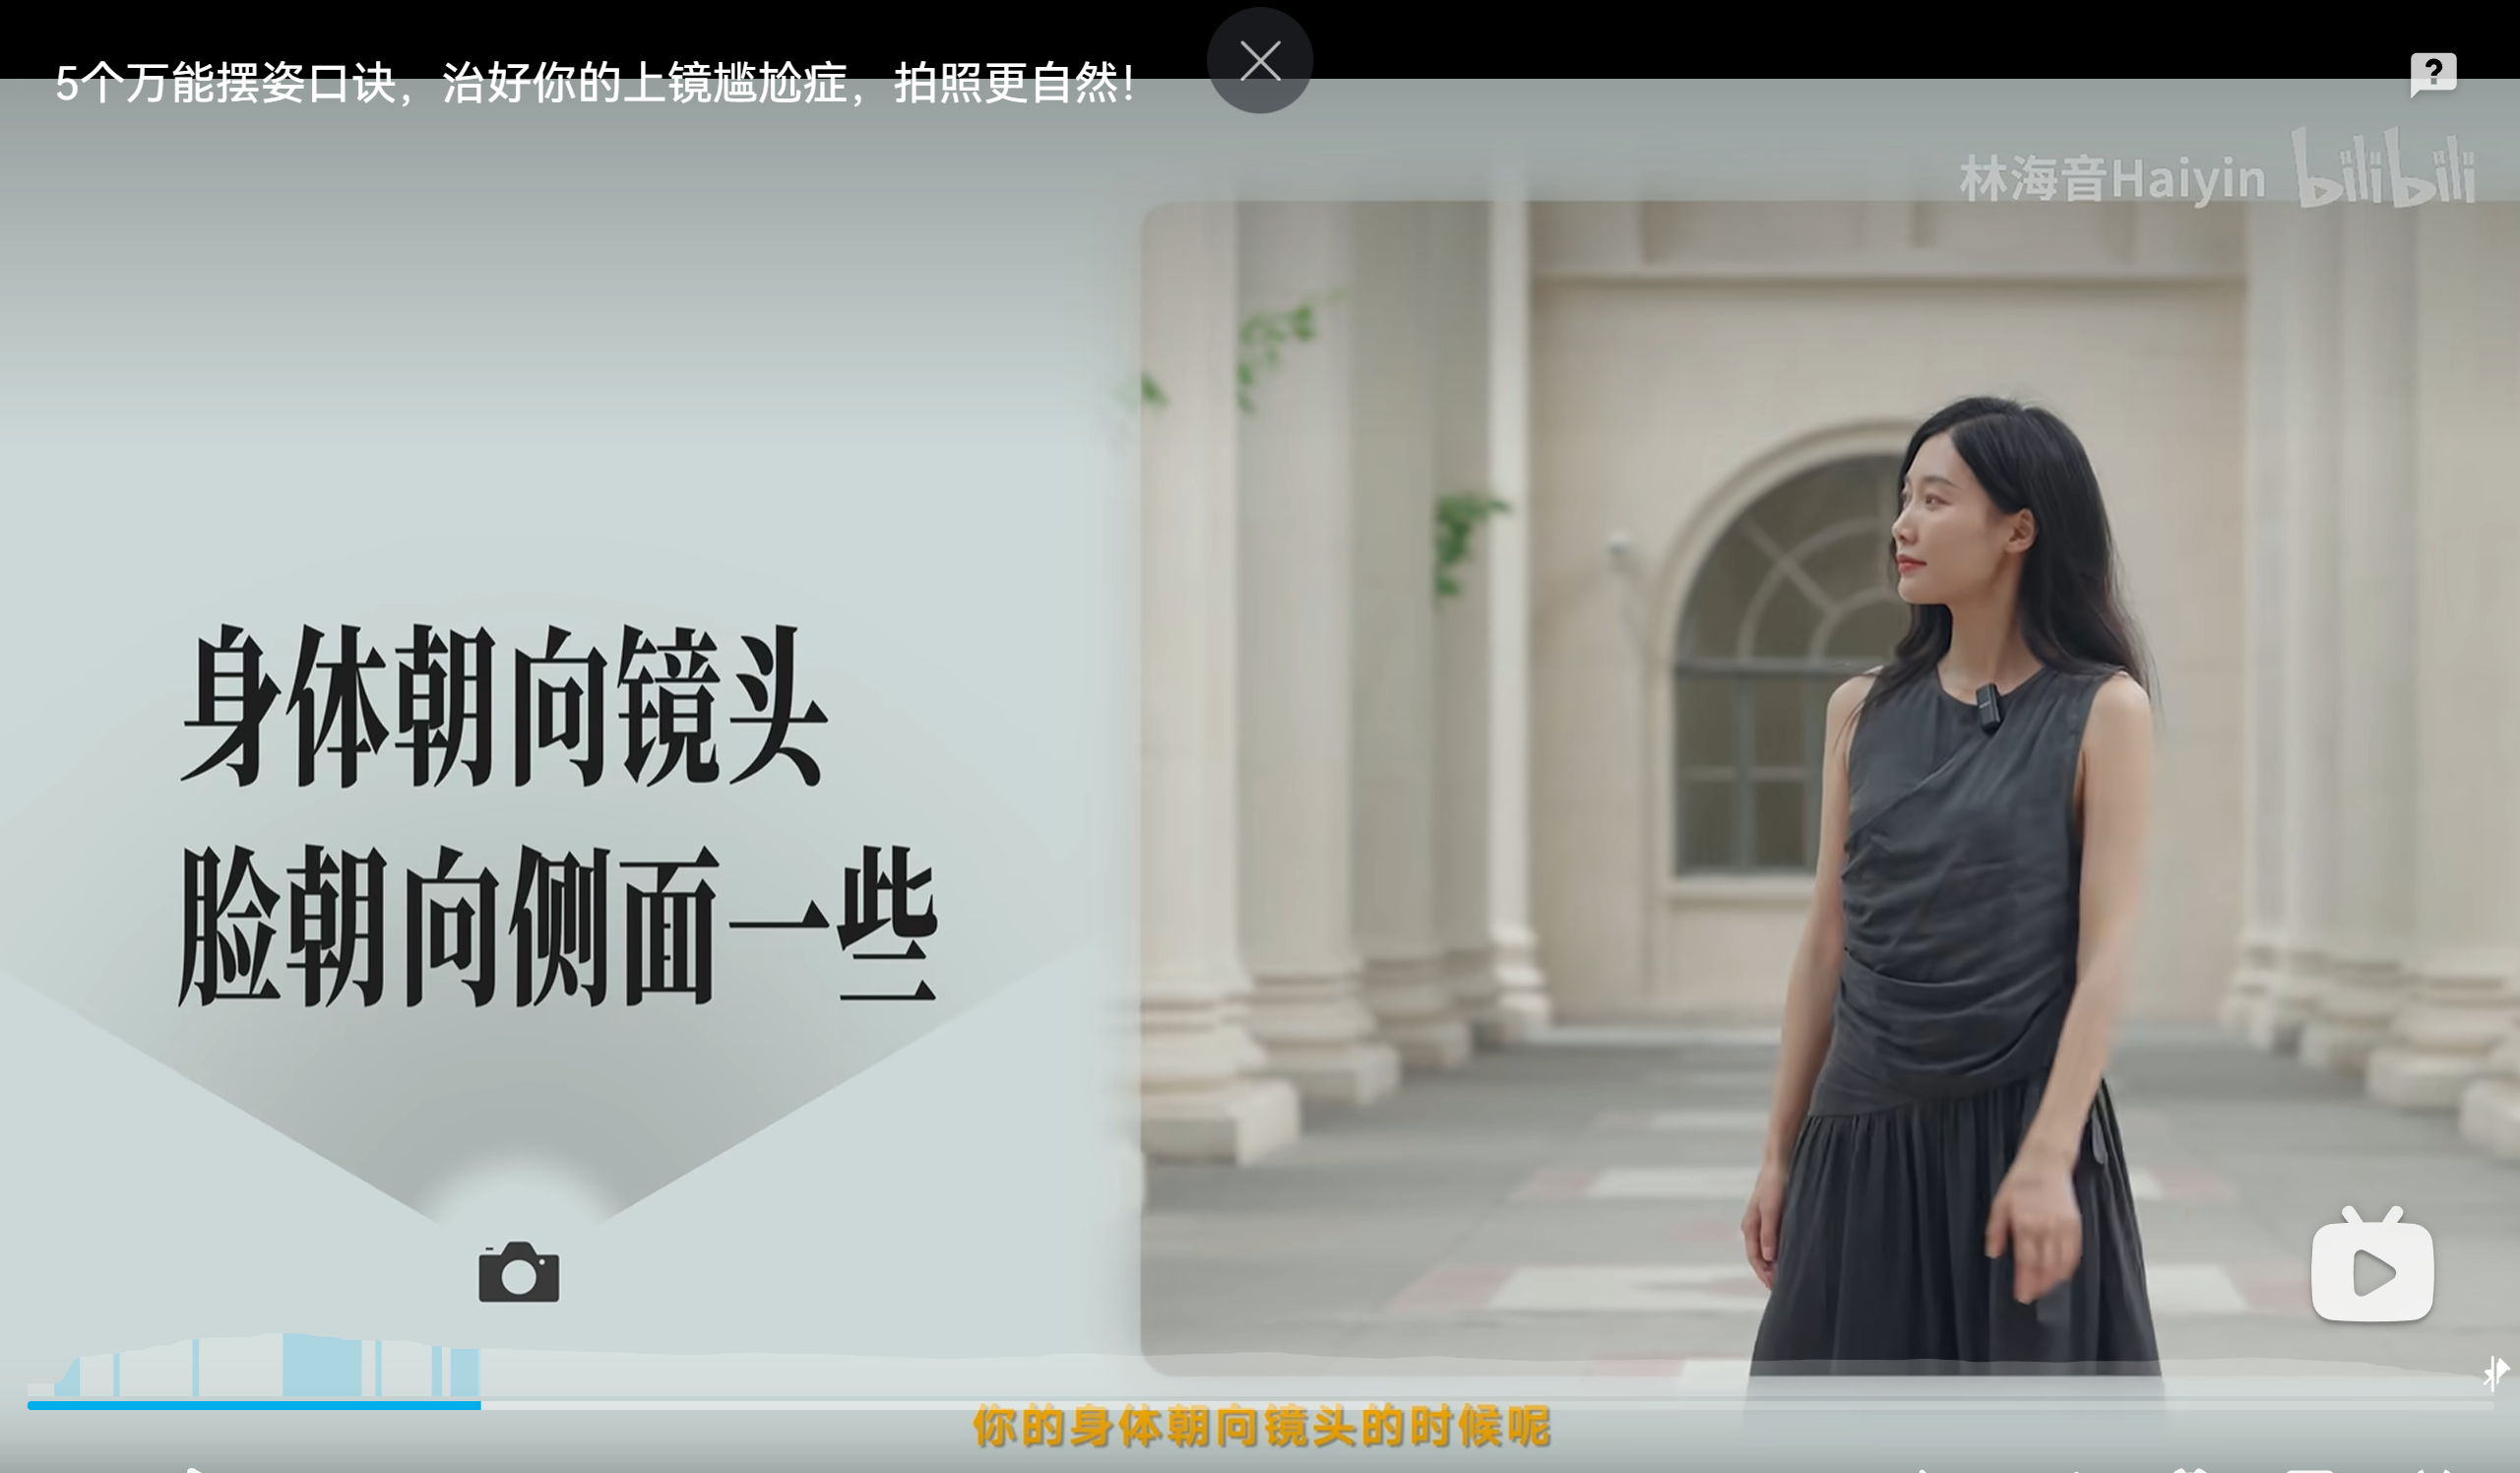 5个万能摆姿口诀，治好你的上镜尴尬症，拍照更自然！
林海音Haiyin bilibili
身体朝向镜头
脸朝向侧面一些
你的身体朝向镜头的时候呢